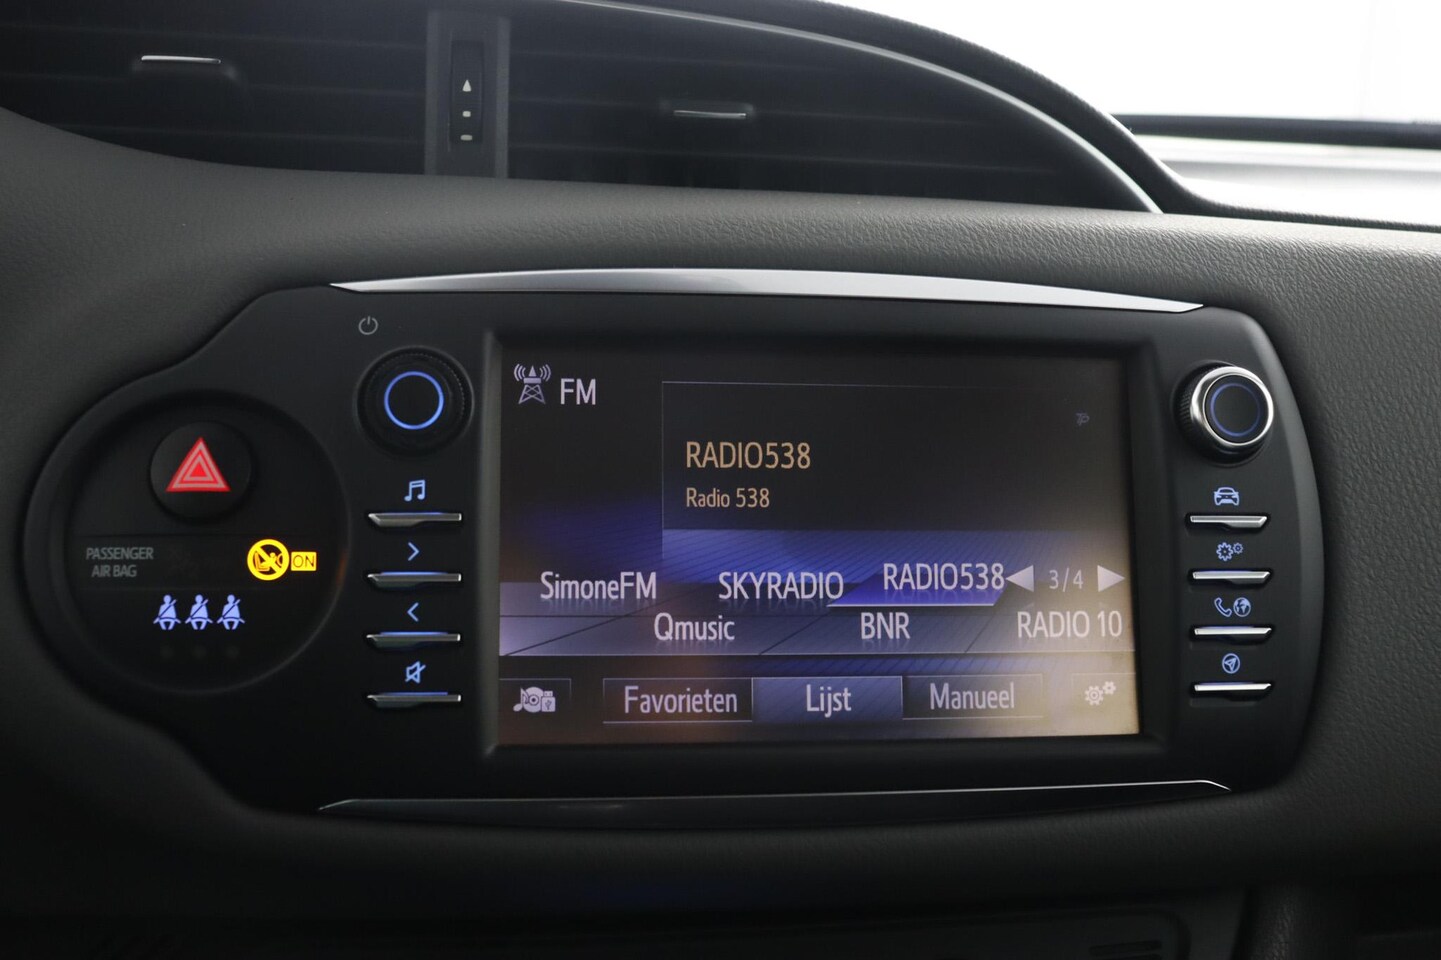 FM
RADIO538
Radio 538
SimoneFM SKYRADIO RADIO538 3/4
Qmusic BNR RADIO 10
Favorieten Lijst Manueel
PASSENGER
AIR BAG
ON